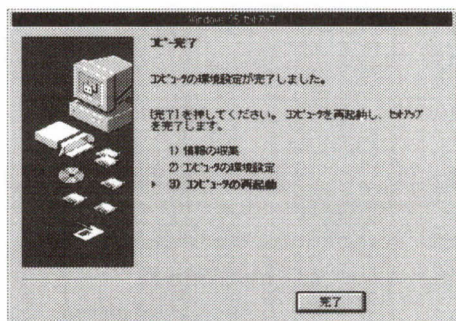 Windows 95 セットアップ
コピー完了
コンピュータの環境設定が完了しました。
[完了] を押してください。 コンピュータを再起動し、セットアップ
を完了します。
1) 情報の収集
2) コンピュータの環境設定
3) コンピュータの再起動
完了